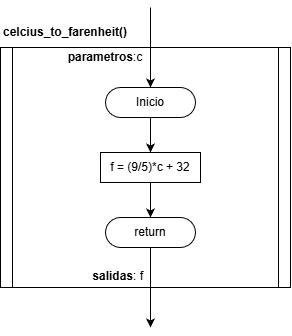 celcius_to_farenheit()
parametros:c
Inicio
f = (9/5)*c + 32
return
salidas: f